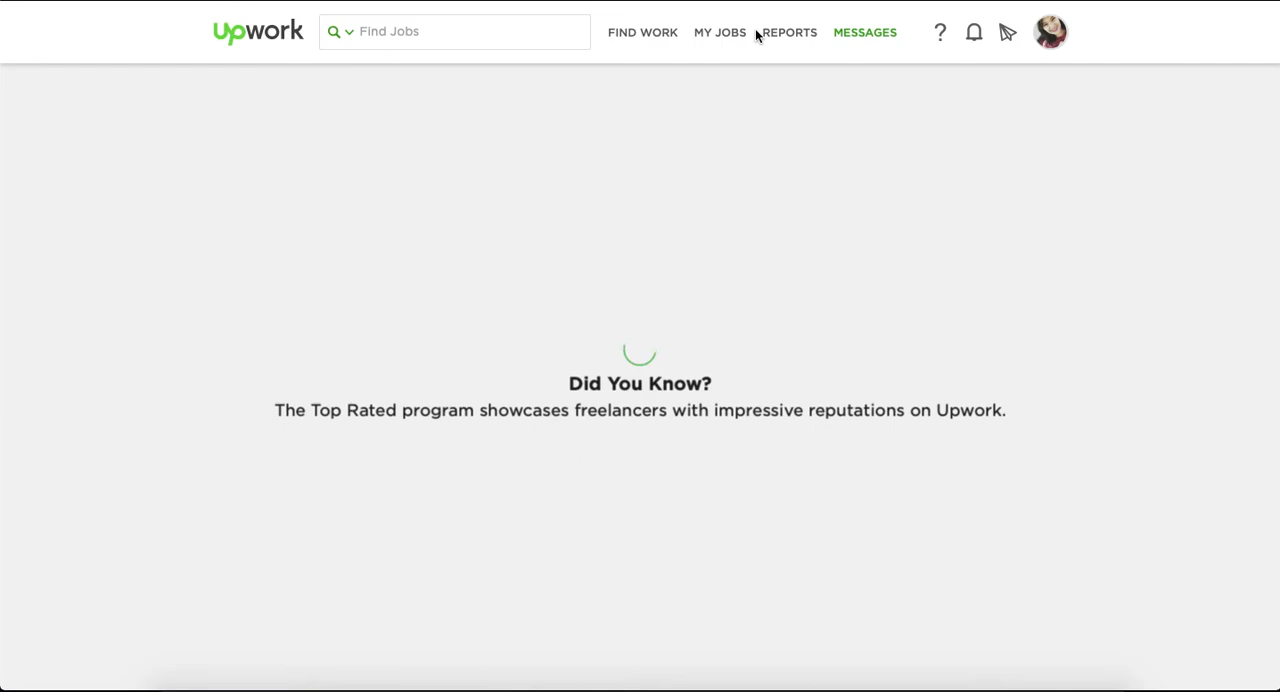 Upwork
Find Jobs
FIND WORK
MY JOBS
REPORTS
MESSAGES
?
Did You Know?
The Top Rated program showcases freelancers with impressive reputations on Upwork.